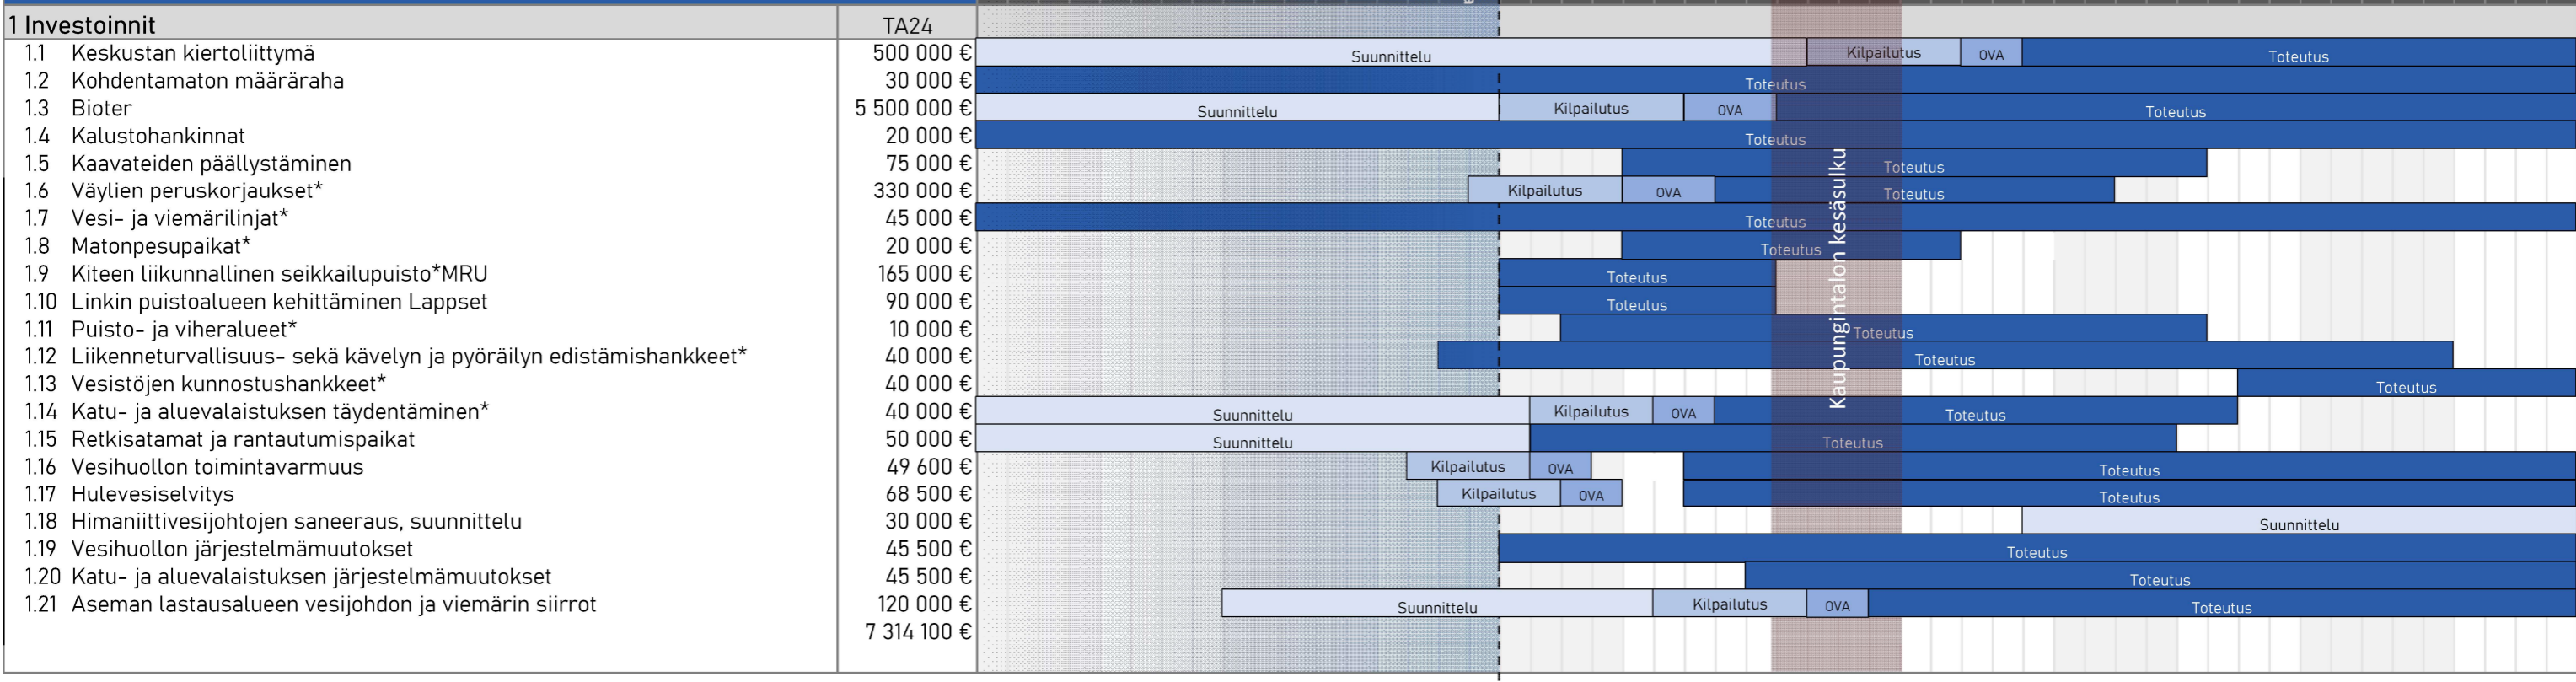 1 Investoinnit TA24
1.1 Keskustan kiertoliittymä 500 000 € Suunnittelu Kilpailutus OVA Toteutus
1.2 Kohdentamaton määräraha 30 000 € Toteutus
1.3 Bioter 5 500 000 € Suunnittelu Kilpailutus OVA Toteutus
1.4 Kalustohankinnat 20 000 € Toteutus
1.5 Kaavateiden päällystäminen 75 000 € Toteutus
1.6 Väylien peruskorjaukset* 330 000 € Kilpailutus OVA Toteutus
1.7 Vesi- ja viemärilinjat* 45 000 € Toteutus
1.8 Matonpesupaikat* 20 000 € Toteutus
1.9 Kiteen liikunnallinen seikkailupuisto*MRU 165 000 € Toteutus
1.10 Linkin puistoalueen kehittäminen Lappset 90 000 € Toteutus
1.11 Puisto- ja viheralueet* 10 000 € Toteutus
1.12 Liikenneturvallisuus- sekä kävelyn ja pyöräilyn edistämishankkeet* 40 000 € Toteutus
1.13 Vesistöjen kunnostushankkeet* 40 000 € Toteutus
1.14 Katu- ja aluevalaistuksen täydentäminen* 40 000 € Suunnittelu Kilpailutus OVA Toteutus
1.15 Retkisatamat ja rantautumispaikat 50 000 € Suunnittelu Toteutus
1.16 Vesihuollon toimintavarmuus 49 600 € Kilpailutus OVA Toteutus
1.17 Hulevesiselvitys 68 500 € Kilpailutus OVA Toteutus
1.18 Himaniittivesijohtojen saneeraus, suunnittelu 30 000 € Suunnittelu
1.19 Vesihuollon järjestelmämuutokset 45 500 € Toteutus
1.20 Katu- ja aluevalaistuksen järjestelmämuutokset 45 500 € Toteutus
1.21 Aseman lastausalueen vesijohdon ja viemärin siirrot 120 000 € Suunnittelu Kilpailutus OVA Toteutus
7 314 100 €
Kaupungintalon kesäsulku